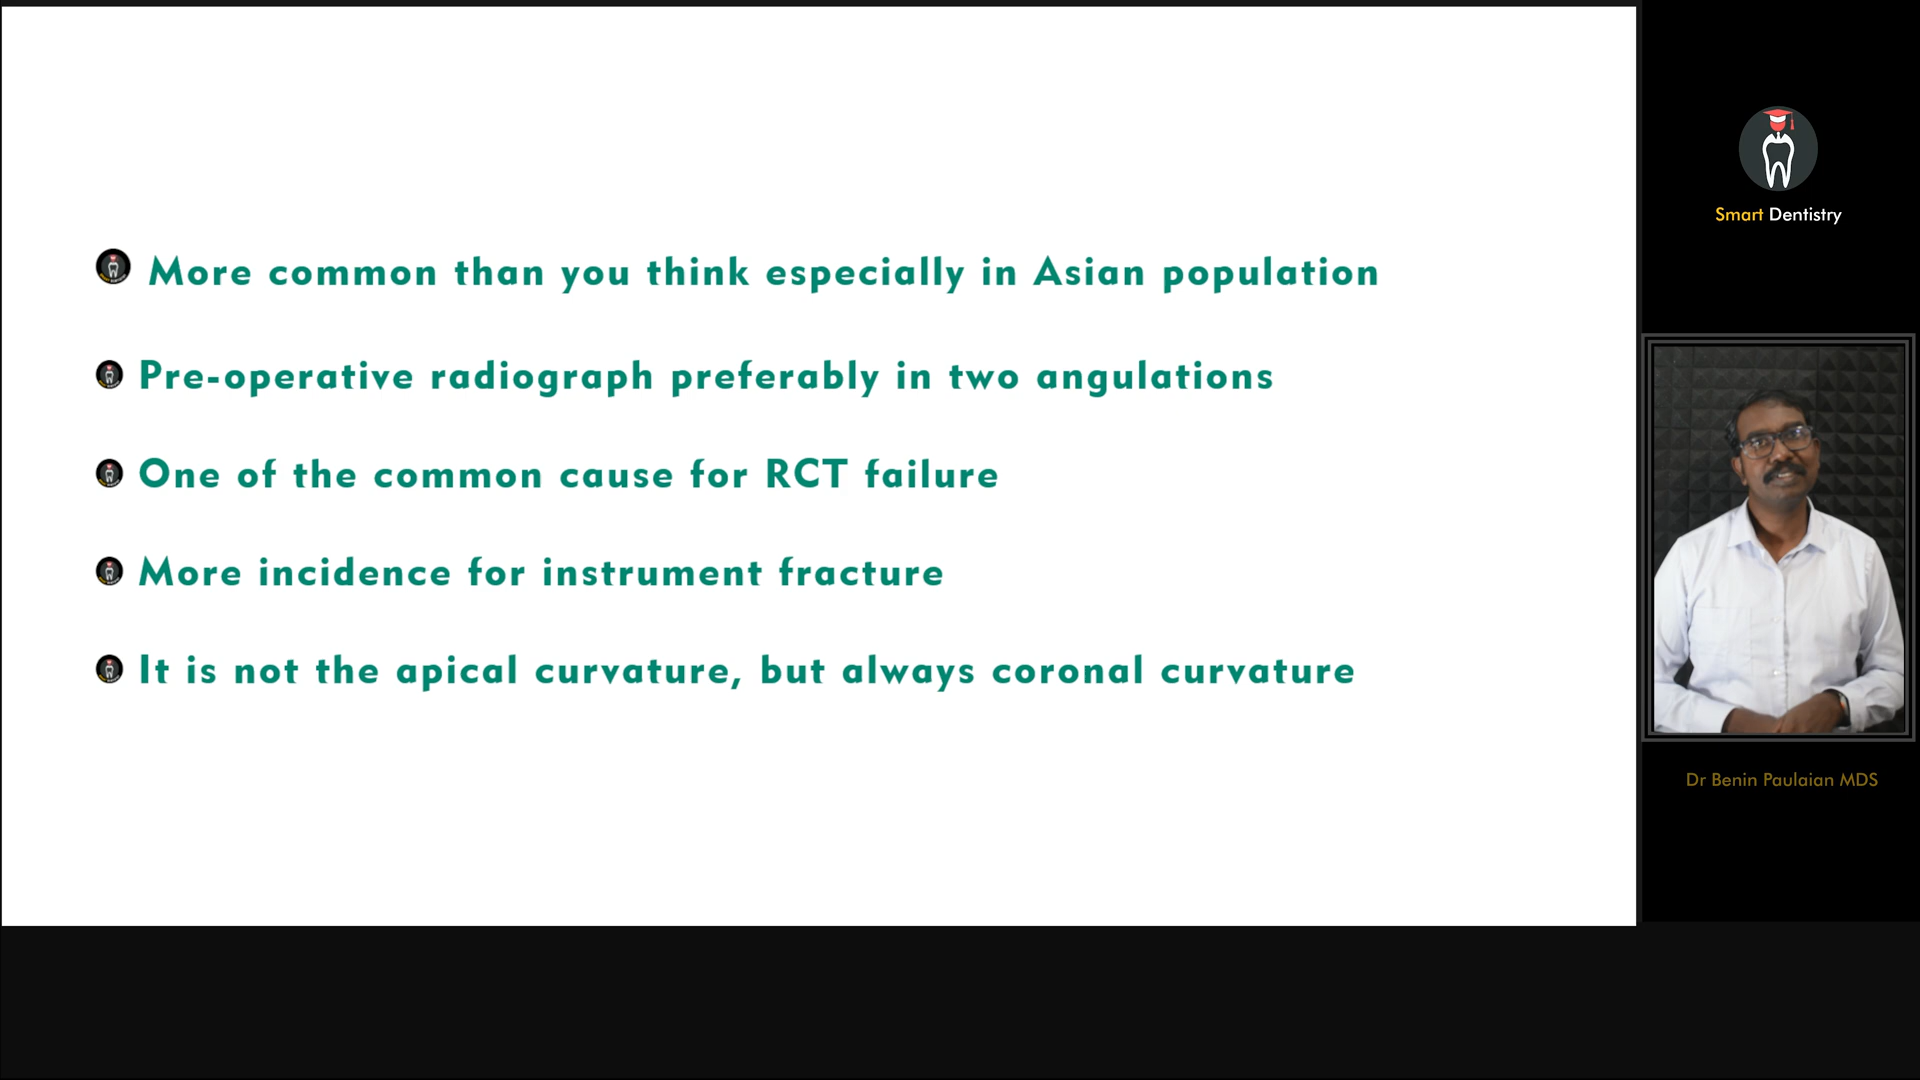 More common than you think especially in Asian population
Pre-operative radiograph preferably in two angulations
One of the common cause for RCT failure
More incidence for instrument fracture
It is not the apical curvature, but always coronal curvature
Smart Dentistry
Dr Benin Paulaian MDS